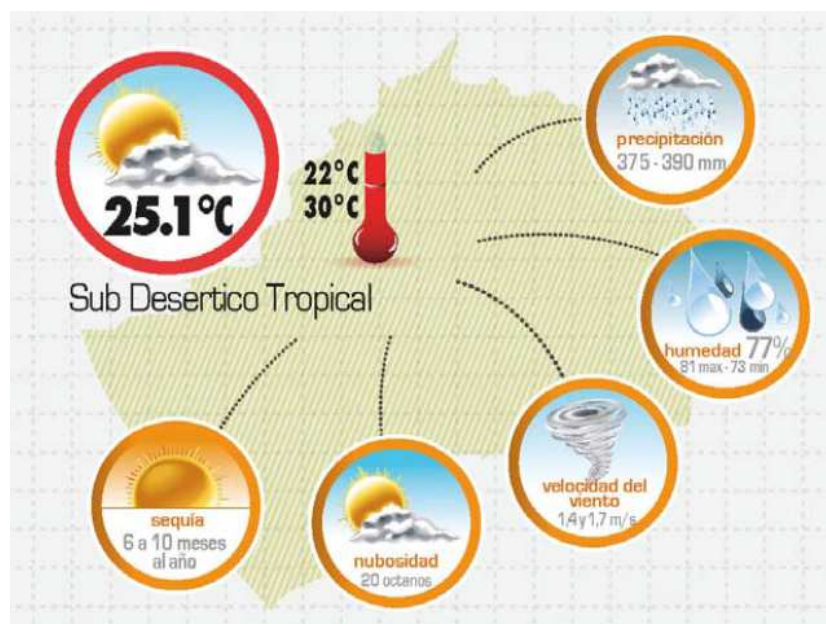 25.1°C
22°C
30°C
Sub Desertico Tropical
precipitación
375 - 390 mm
humedad 77%
81 max - 73 min
velocidad del
viento
1,4 y 1,7 m/s
nubosidad
20 octanos
sequía
6 a 10 meses
al año